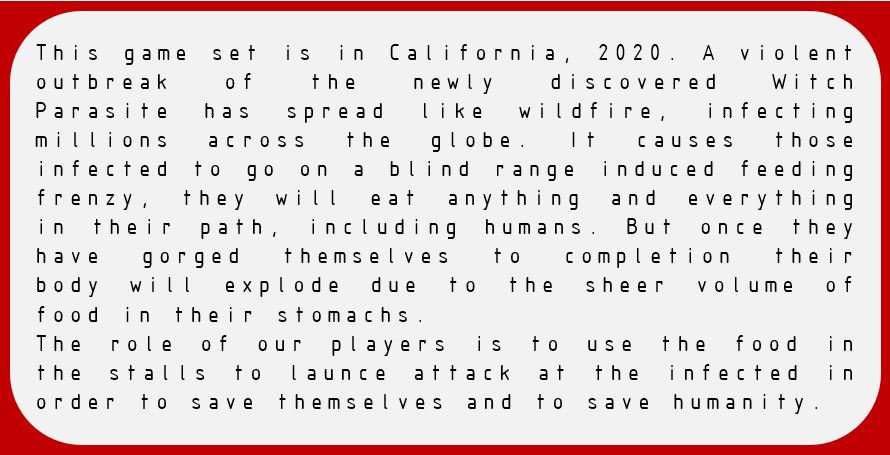 This game set is in California, 2020. A violent
outbreak of the newly discovered Witch
Parasite has spread like wildfire, infecting
millions across the globe. It causes those
infected to go on a blind range induced feeding
frenzy, they will eat anything and everything
in their path, including humans. But once they
have gorged themselves to completion their
body will explode due to the sheer volume of
food in their stomachs.
The role of our players is to use the food in
the stalls to launce attack at the infected in
order to save themselves and to save humanity.